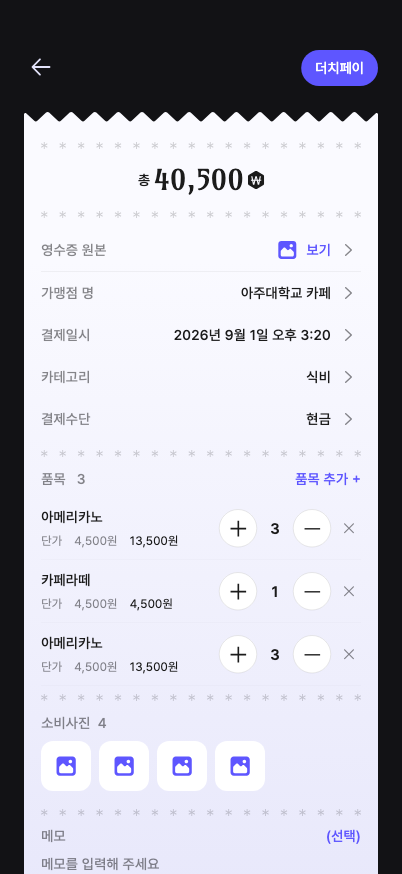 더치페이
총 40,500
영수증 원본 보기
가맹점 명 아주대학교 카페
결제일시 2026년 9월 1일 오후 3:20
카테고리 식비
결제수단 현금
품목 3 품목 추가 +
아메리카노
단가 4,500원 13,500원
3
카페라떼
단가 4,500원 4,500원
1
아메리카노
단가 4,500원 13,500원
3
소비사진 4
메모 (선택)
메모를 입력해 주세요